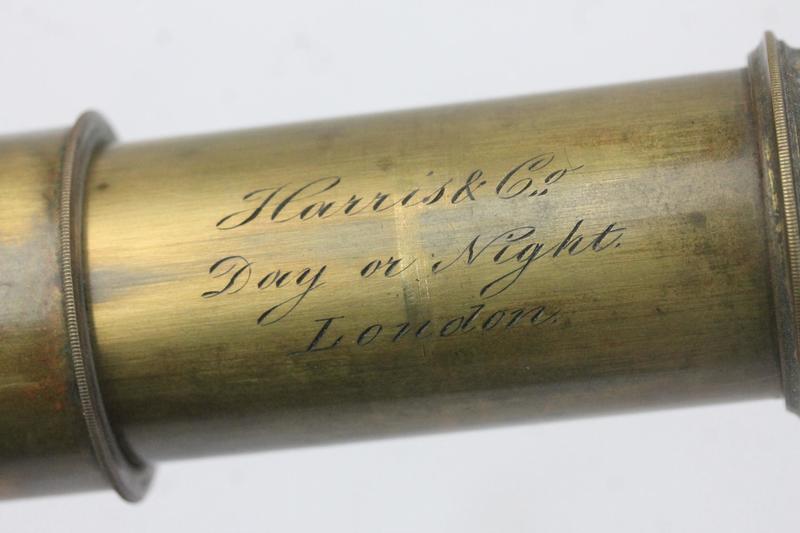 Harris & Co.
Day or Night.
London.